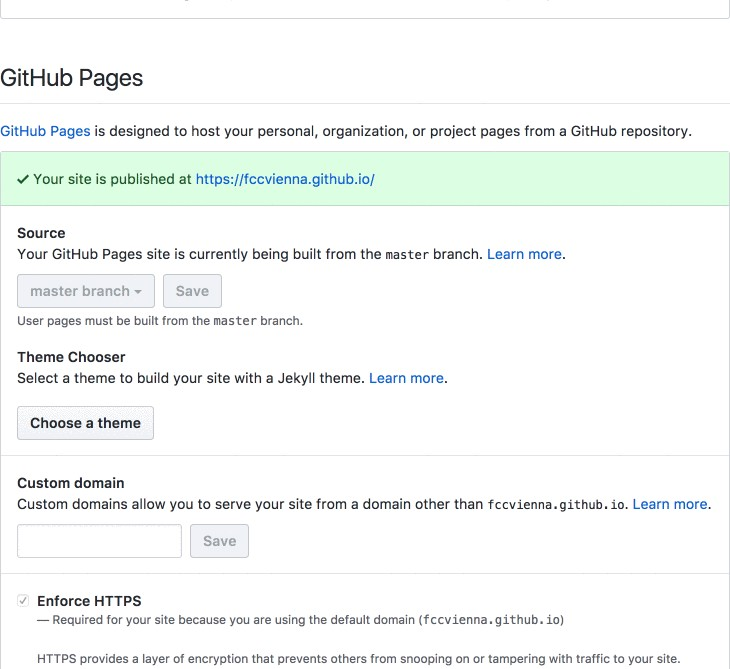 GitHub Pages
GitHub Pages is designed to host your personal, organization, or project pages from a GitHub repository.
✓ Your site is published at https://fccvienna.github.io/
Source
Your GitHub Pages site is currently being built from the master branch. Learn more.
master branch Save
User pages must be built from the master branch.
Theme Chooser
Select a theme to build your site with a Jekyll theme. Learn more.
Choose a theme
Custom domain
Custom domains allow you to serve your site from a domain other than fccvienna.github.io. Learn more.
Save
Enforce HTTPS
— Required for your site because you are using the default domain (fccvienna.github.io)
HTTPS provides a layer of encryption that prevents others from snooping on or tampering with traffic to your site.